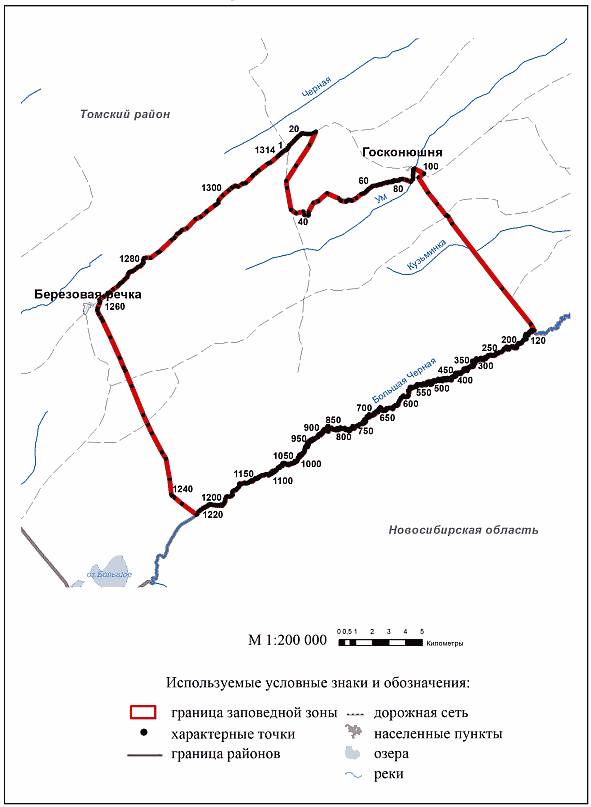 Черная
Томский район
20
1
1314
Госконюшня
100
60
80
1300
Ум
40
Кузьминка
1280
Березовая речка
1260
120
200
250
300
350
Большая Черная
450
400
550
500
600
700
650
850
750
900
800
950
1050
1000
1150
1100
1240
1200
1220
Новосибирская область
оз.Большое
М 1:200 000
0 0,5 1 2 3 4 5
Километры
Используемые условные знаки и обозначения:
граница заповедной зоны
дорожная сеть
характерные точки
населенные пункты
граница районов
озера
реки